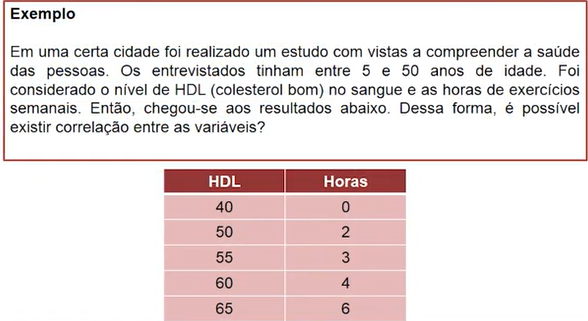 Exemplo
Em uma certa cidade foi realizado um estudo com vistas a compreender a saúde
das pessoas. Os entrevistados tinham entre 5 e 50 anos de idade. Foi
considerado o nível de HDL (colesterol bom) no sangue e as horas de exercícios
semanais. Então, chegou-se aos resultados abaixo. Dessa forma, é possível
existir correlação entre as variáveis?
HDL Horas
40 0
50 2
55 3
60 4
65 6